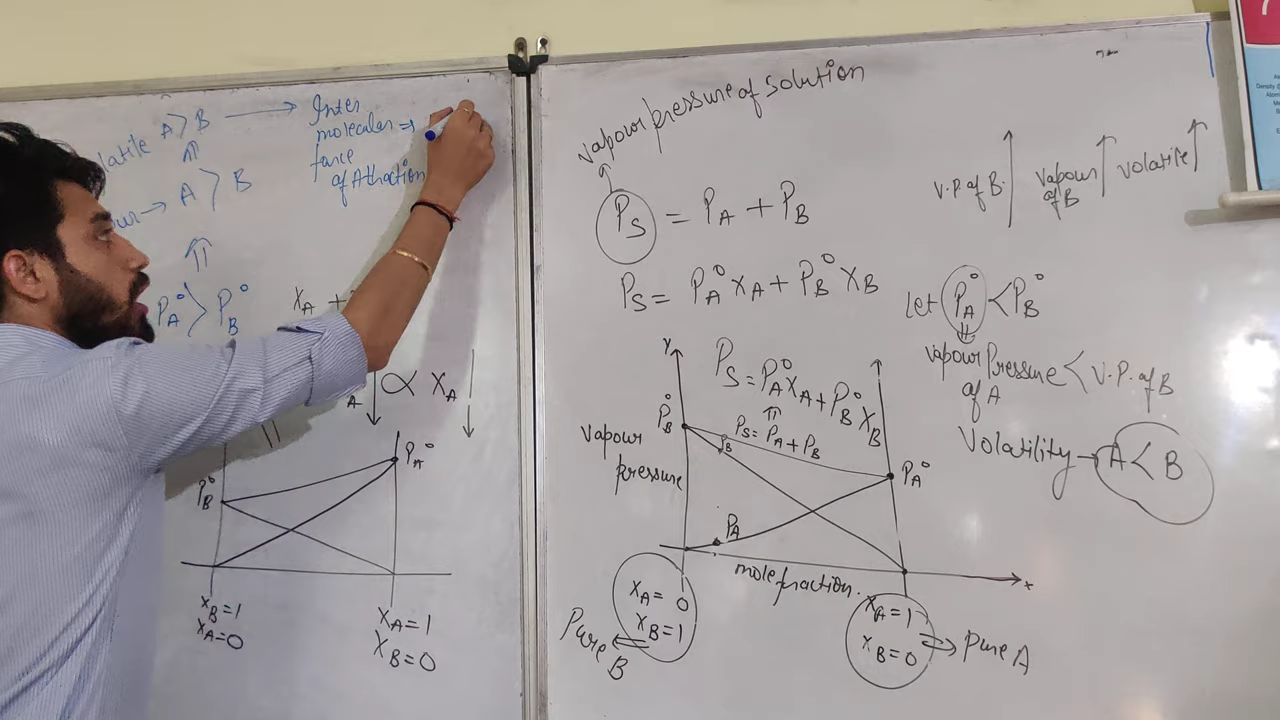 A > B → Inter
molecular ⇒
force
of Attraction
⇑
→ A > B
⇑
P°A > P°B
XA +
A ↓ ∝ XA ↓
P°A
P°B
XB=1
XA=0
XA=1
XB=0
Vapour pressure of solution
PS = PA + PB
PS = P°A XA + P°B XB
V.P of B. ↑ vapour of B ↑ volatile ↑
Let P°A < P°B
vapour Pressure of A < V.P. of B
Volatility → A < B
y
PS = P°A XA + P°B XB
PS = PA + PB
P°B
PB
vapour
pressure
P°A
PA
mole fraction.
x
XA = 0
XB = 1
Pure B
XA = 1
XB = 0
Pure A